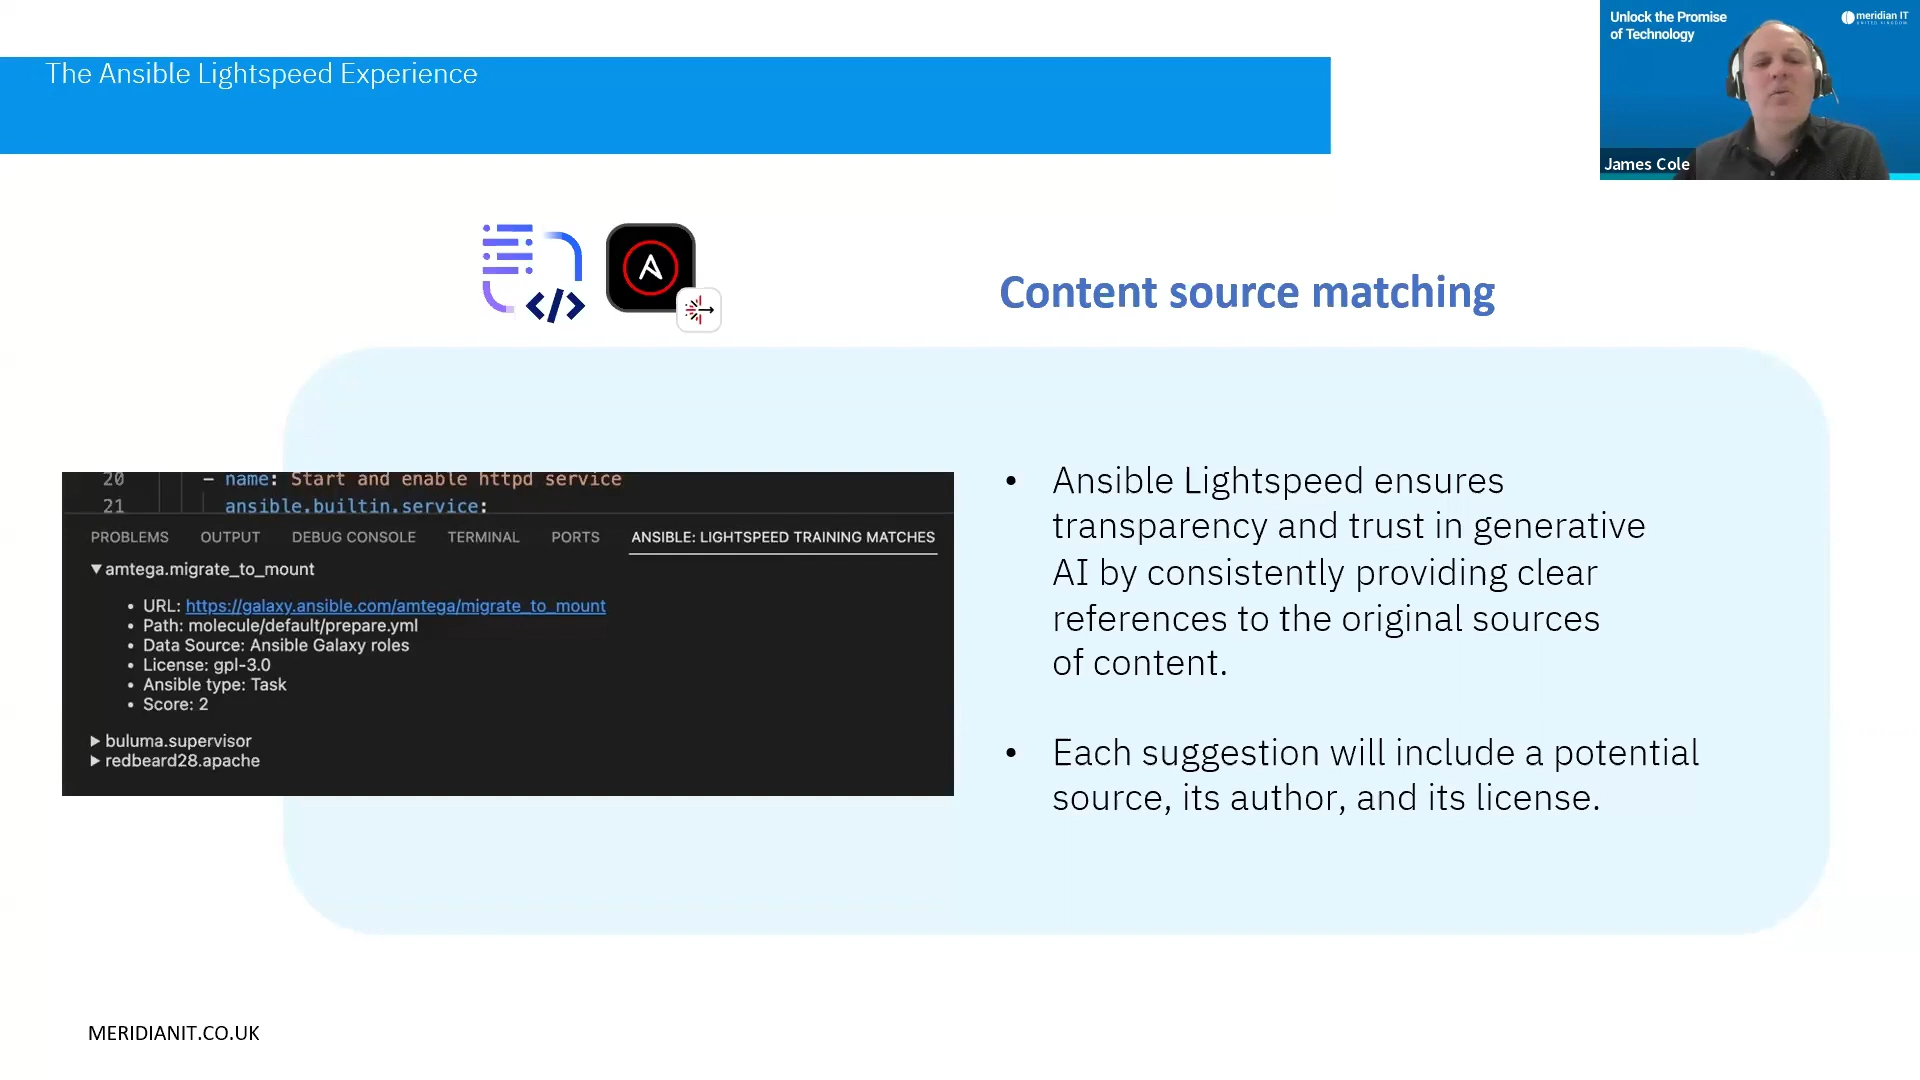 The Ansible Lightspeed Experience
Unlock the Promise
of Technology
meridian IT
UNITED KINGDOM
James Cole
Content source matching
20 - name: Start and enable httpd service
21 ansible.builtin.service:
PROBLEMS OUTPUT DEBUG CONSOLE TERMINAL PORTS ANSIBLE: LIGHTSPEED TRAINING MATCHES
▼amtega.migrate_to_mount
• URL: https://galaxy.ansible.com/amtega/migrate_to_mount
• Path: molecule/default/prepare.yml
• Data Source: Ansible Galaxy roles
• License: gpl-3.0
• Ansible type: Task
• Score: 2
▶buluma.supervisor
▶redbeard28.apache
• Ansible Lightspeed ensures
transparency and trust in generative
AI by consistently providing clear
references to the original sources
of content.
• Each suggestion will include a potential
source, its author, and its license.
MERIDIANIT.CO.UK